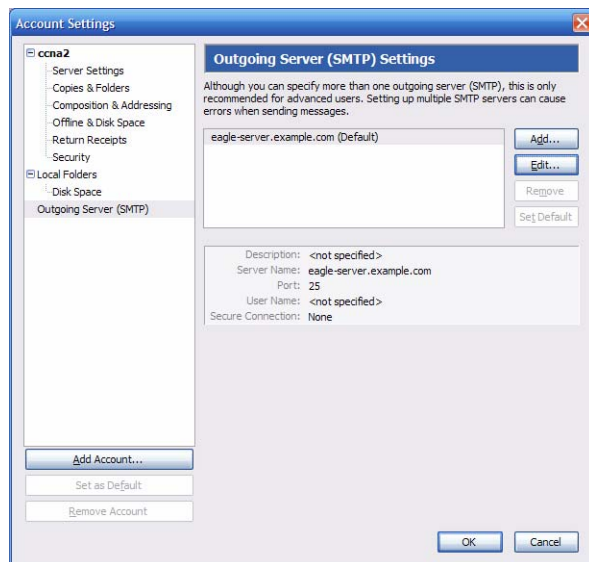 Account Settings
ccna2
Server Settings
Copies & Folders
Composition & Addressing
Offline & Disk Space
Return Receipts
Security
Local Folders
Disk Space
Outgoing Server (SMTP)
Add Account...
Set as Default
Remove Account
Outgoing Server (SMTP) Settings
Although you can specify more than one outgoing server (SMTP), this is only
recommended for advanced users. Setting up multiple SMTP servers can cause
errors when sending messages.
eagle-server.example.com (Default)
Add...
Edit...
Remove
Set Default
Description: <not specified>
Server Name: eagle-server.example.com
Port: 25
User Name: <not specified>
Secure Connection: None
OK
Cancel